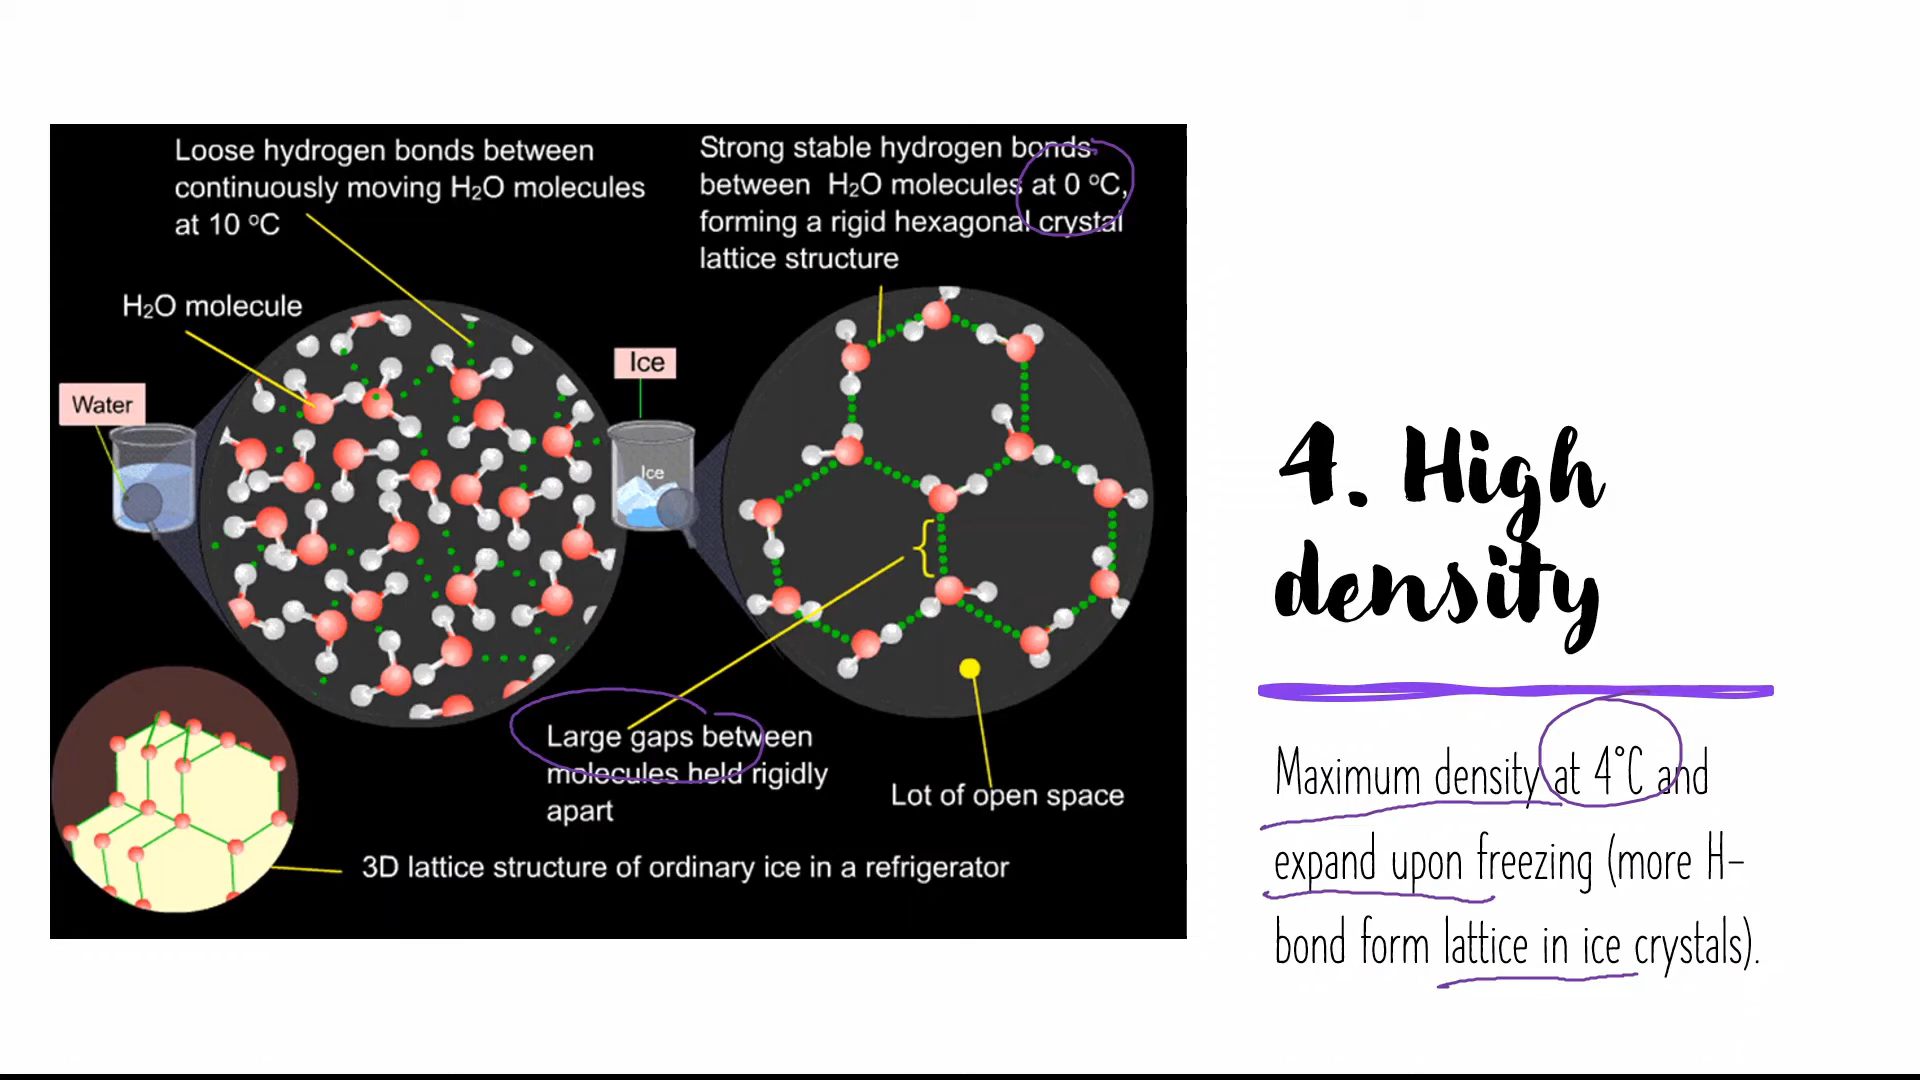 Loose hydrogen bonds between
continuously moving H₂O molecules
at 10 ºC
Strong stable hydrogen bonds
between H₂O molecules at 0 ºC,
forming a rigid hexagonal crystal
lattice structure
H₂O molecule
Water
Ice
Ice
Large gaps between
molecules held rigidly
apart
Lot of open space
3D lattice structure of ordinary ice in a refrigerator
4. High
density
Maximum density at 4°C and
expand upon freezing (more H-
bond form lattice in ice crystals).